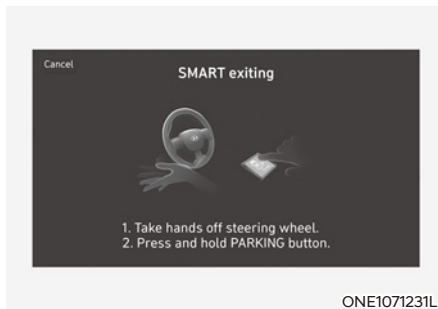 Cancel
SMART exiting
1. Take hands off steering wheel.
2. Press and hold PARKING button.
ONE1071231L